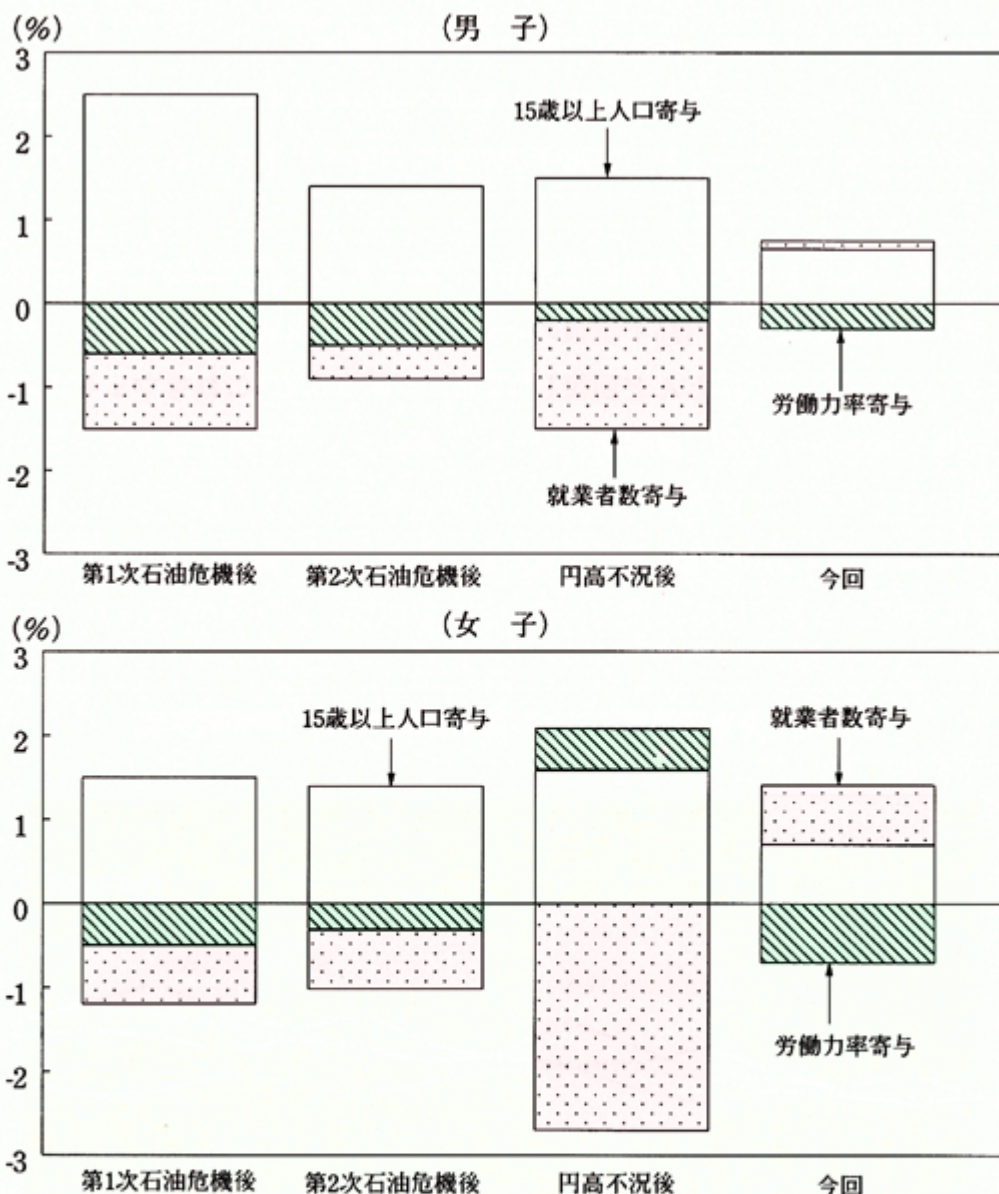 (%)
(男 子)
3
2
1
0
-1
-2
-3
15歳以上人口寄与
労働力率寄与
就業者数寄与
第1次石油危機後 第2次石油危機後 円高不況後 今回
(%)
(女 子)
3
2
1
0
-1
-2
-3
15歳以上人口寄与
就業者数寄与
労働力率寄与
第1次石油危機後 第2次石油危機後 円高不況後 今回